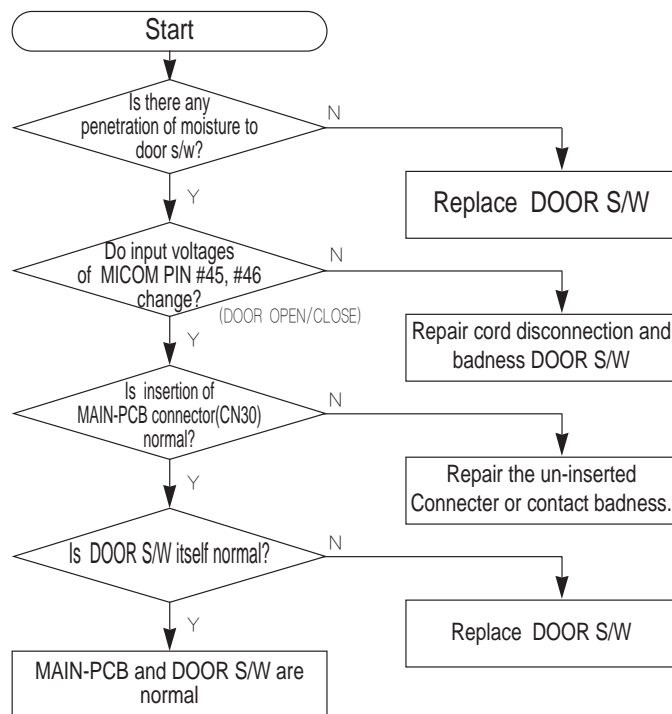 Start
Is there any
penetration of moisture to
door s/w?
N
Replace DOOR S/W
Y
Do input voltages
of MICOM PIN #45, #46
change?
(DOOR OPEN/CLOSE)
N
Repair cord disconnection and
badness DOOR S/W
Y
Is insertion of
MAIN-PCB connector(CN30)
normal?
N
Repair the un-inserted
Connecter or contact badness.
Y
Is DOOR S/W itself normal?
N
Replace DOOR S/W
Y
MAIN-PCB and DOOR S/W are
normal